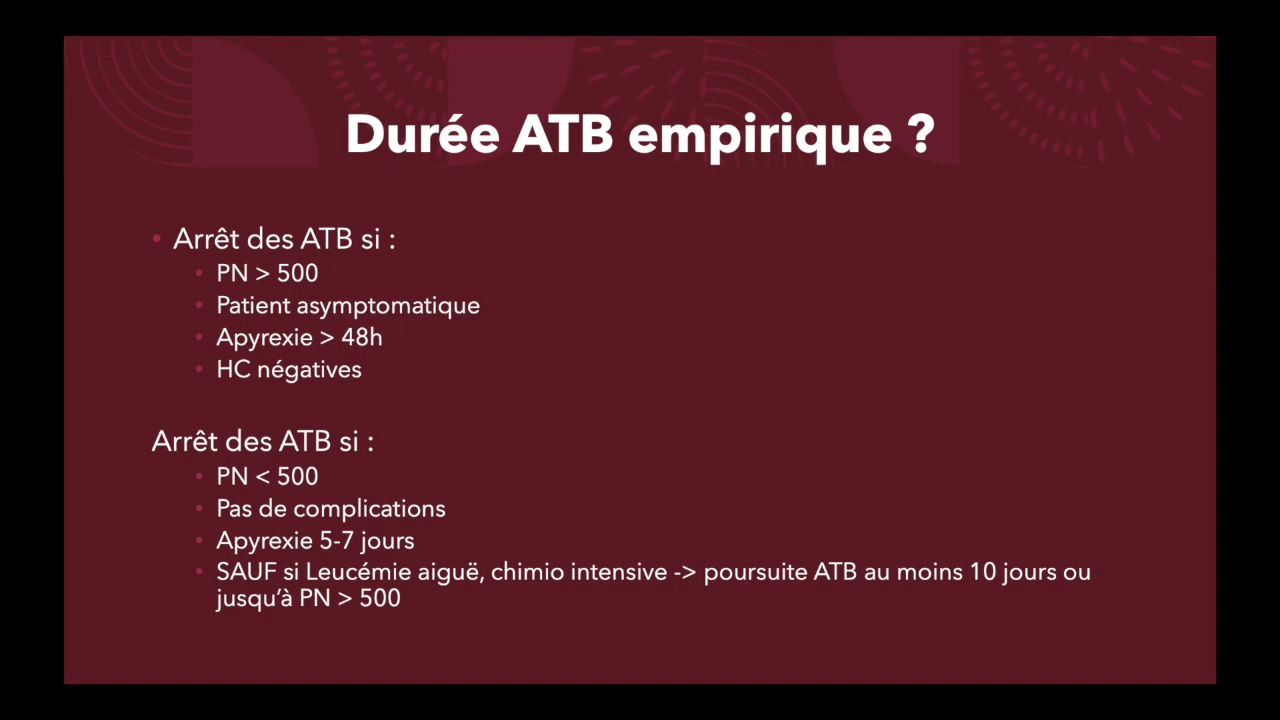 Durée ATB empirique ?
• Arrêt des ATB si :
• PN > 500
• Patient asymptomatique
• Apyrexie > 48h
• HC négatives
Arrêt des ATB si :
• PN < 500
• Pas de complications
• Apyrexie 5-7 jours
• SAUF si Leucémie aiguë, chimio intensive -> poursuite ATB au moins 10 jours ou
jusqu’à PN > 500